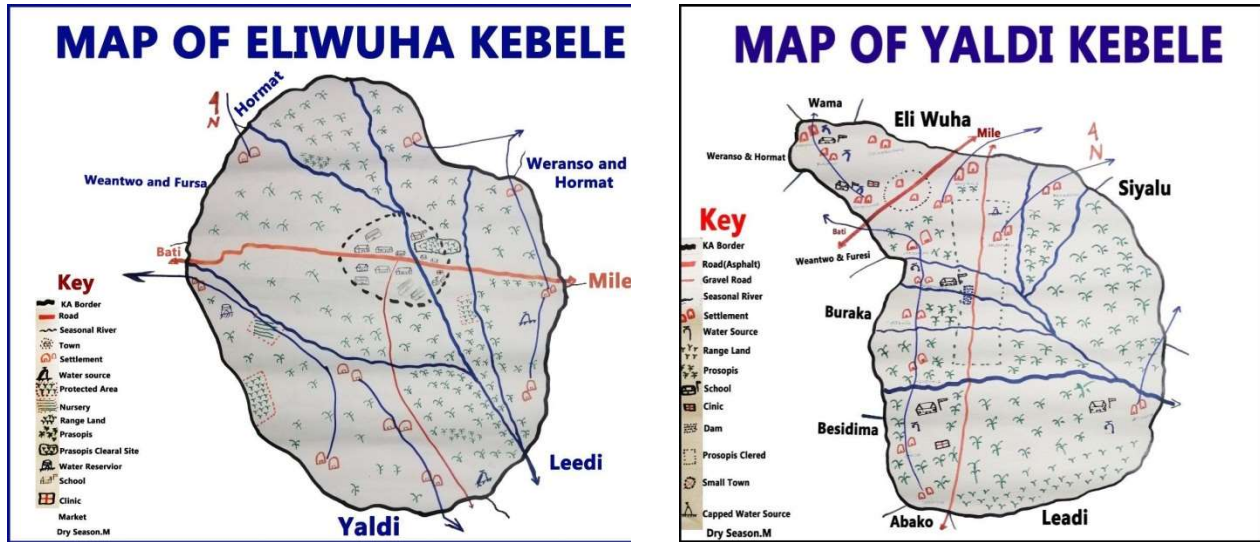 MAP OF ELIWUHA KEBELE
N
Hormat
Weantwo and Fursa
Weranso and
Hormat
Bati
Mile
Leedi
Yaldi
Key
KA Border
Road
Seasonal River
Town
Settlement
Water source
Protected Area
Nursery
Range Land
Prasopis
Prasopis Clearal Site
Water Reservior
School
Clinic
Market
Dry Season.M
MAP OF YALDI KEBELE
Wama
Eli Wuha
Mile
N
Weranso & Hormat
Siyalu
Bati
Weantwo & Furesi
Buraka
Besidima
Abako
Leadi
Key
KA Border
Road(Asphalt)
Gravel Road
Seasonal River
Settlement
Water Source
Range Land
Prosopis
School
Cinic
Dam
Prosopis Clered
Small Town
Capped Water Source
Dry Season.M